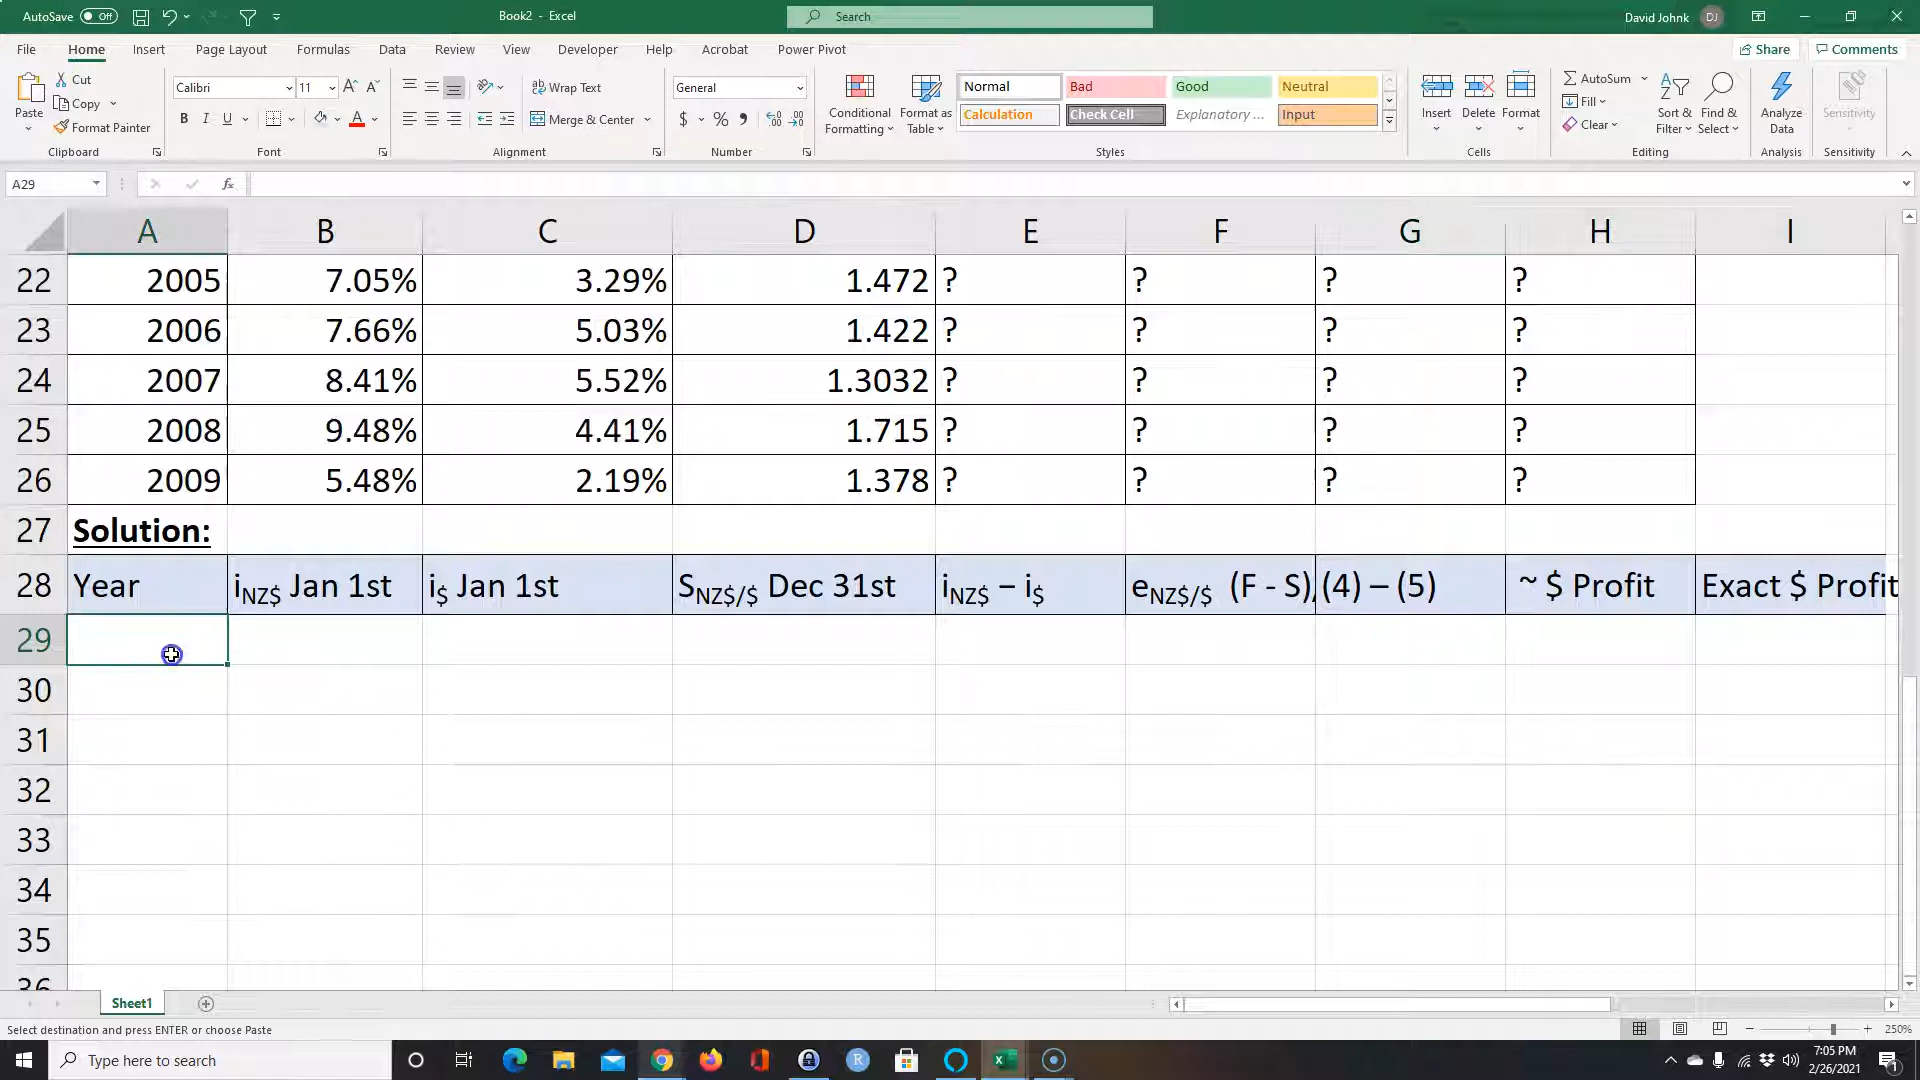 AutoSave Off
Book2 - Excel
Search
David Johnk DJ
File Home Insert Page Layout Formulas Data Review View Developer Help Acrobat Power Pivot
Share Comments
Paste
Cut
Copy
Format Painter
Calibri 11
Wrap Text
Merge & Center
General
Conditional Formatting
Format as Table
Normal Bad Good Neutral
Calculation Check Cell Explanatory ... Input
Insert Delete Format
AutoSum
Fill
Clear
Sort & Filter
Find & Select
Analyze Data
Sensitivity
Clipboard Font Alignment Number Styles Cells Editing Analysis Sensitivity
A29 fx
A B C D E F G H I
22 2005 7.05% 3.29% 1.472 ? ? ? ?
23 2006 7.66% 5.03% 1.422 ? ? ? ?
24 2007 8.41% 5.52% 1.3032 ? ? ? ?
25 2008 9.48% 4.41% 1.715 ? ? ? ?
26 2009 5.48% 2.19% 1.378 ? ? ? ?
27 Solution:
28 Year iNZ$ Jan 1st i$ Jan 1st SNZ$/$ Dec 31st iNZ$ – i$ eNZ$/$ (F - S)/ (4) – (5) ~ $ Profit Exact $ Profit
29
30
31
32
33
34
35
36
Sheet1
Select destination and press ENTER or choose Paste
250%
Type here to search
7:05 PM
2/26/2021